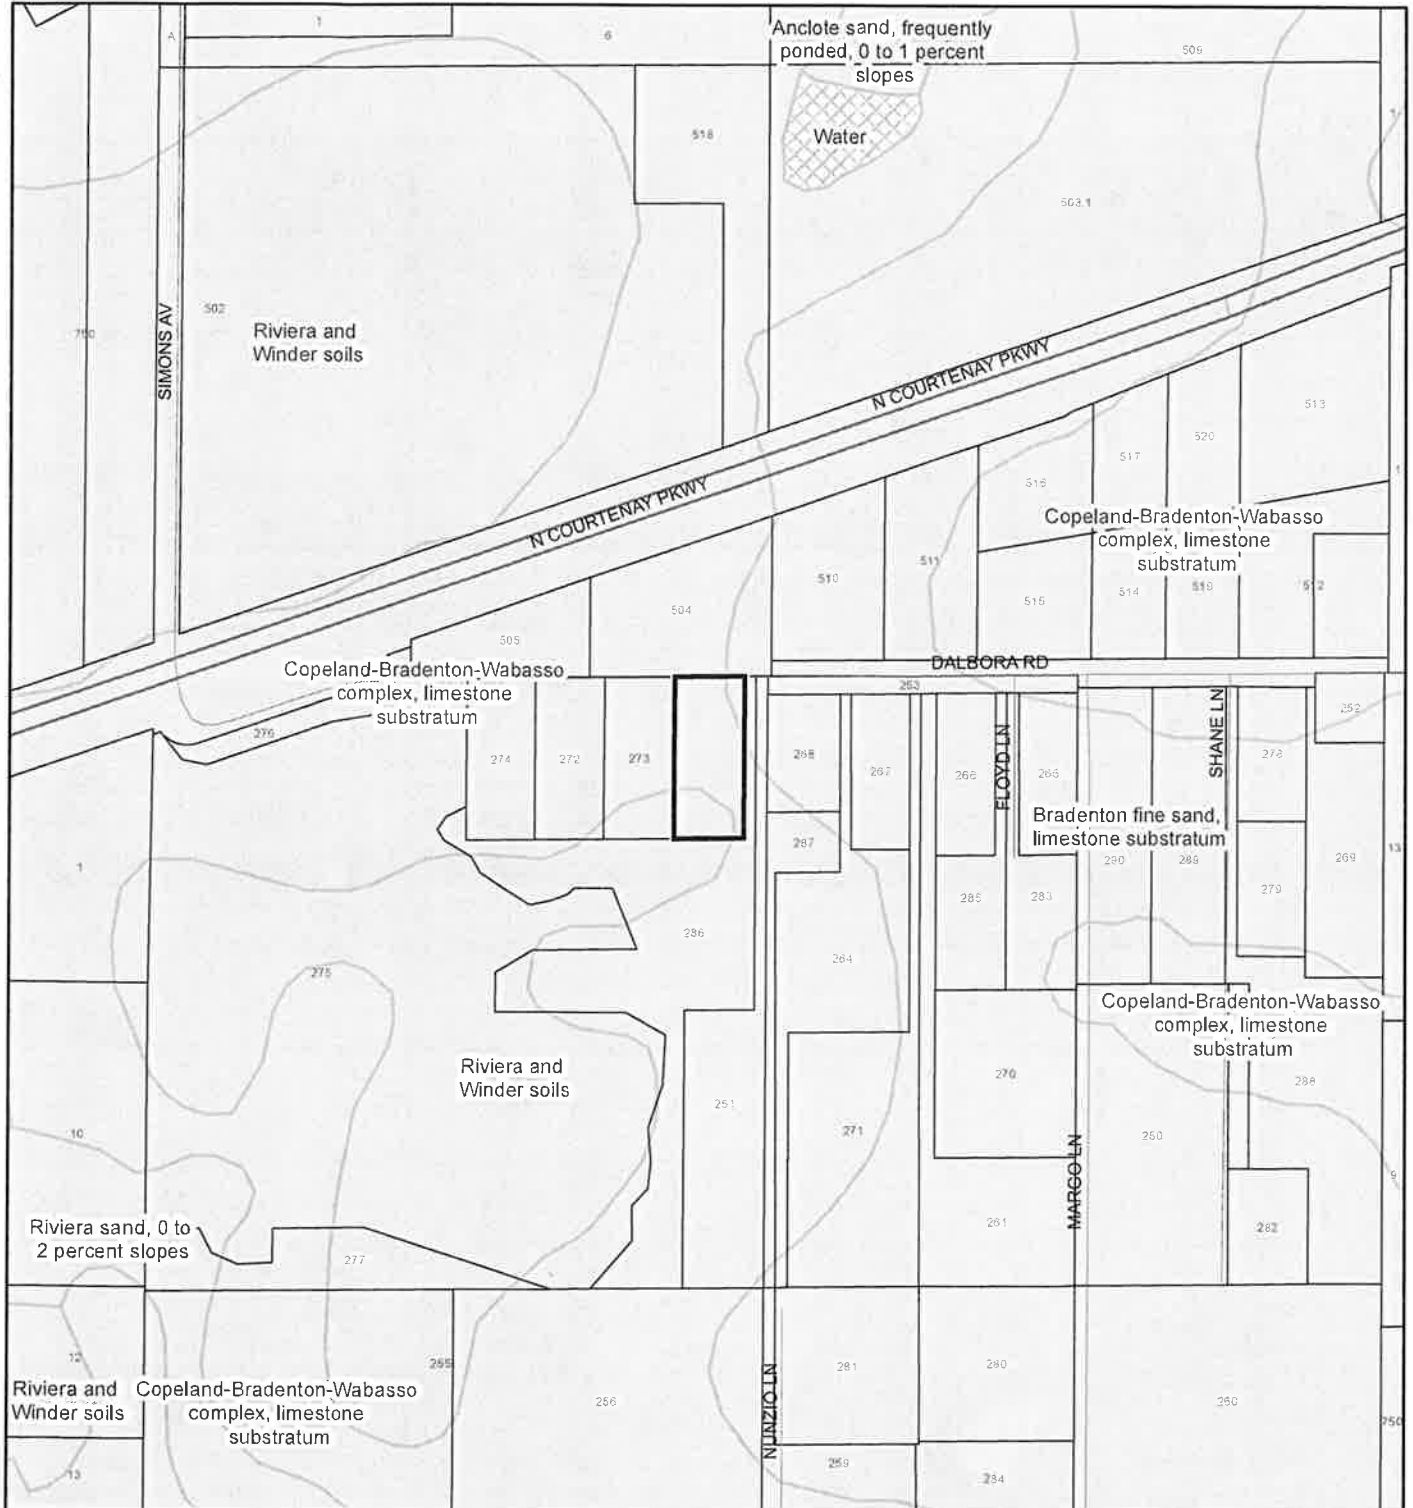 1
6
A
Anclote sand, frequently
ponded, 0 to 1 percent
slopes
509
518
Water
503.1
502
Riviera and
Winder soils
SIMONS AV
N COURTENAY PKWY
N COURTENAY PKWY
513
520
517
516
Copeland-Bradenton-Wabasso
complex, limestone
substratum
511
510
515
514
519
512
504
505
DALBORA RD
Copeland-Bradenton-Wabasso
complex, limestone
substratum
263
276
274
272
273
268
267
266
FLOYD LN
265
SHANE LN
278
252
Bradenton fine sand,
limestone substratum
287
290
289
269
13
1
279
285
283
286
264
275
Copeland-Bradenton-Wabasso
complex, limestone
substratum
Riviera and
Winder soils
270
288
251
271
250
10
MARGO LN
9
Riviera sand, 0 to
2 percent slopes
261
282
277
12
255
281
280
Riviera and
Winder soils
Copeland-Bradenton-Wabasso
complex, limestone
substratum
256
NUNZIO LN
260
750
13
259
284